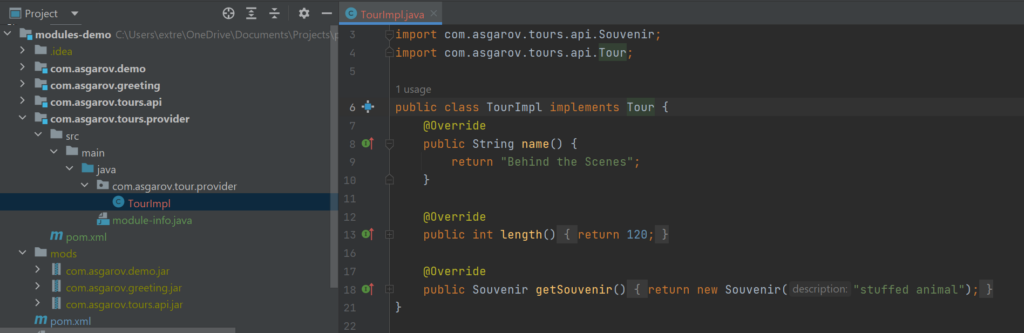 Project
modules-demo C:\Users\extre\OneDrive\Documents\Projects\p
.idea
com.asgarov.demo
com.asgarov.greeting
com.asgarov.tours.api
com.asgarov.tours.provider
src
main
java
com.asgarov.tour.provider
TourImpl
module-info.java
pom.xml
mods
com.asgarov.demo.jar
com.asgarov.greeting.jar
com.asgarov.tours.api.jar
pom.xml
TourImpl.java
3 import com.asgarov.tours.api.Souvenir;
4 import com.asgarov.tours.api.Tour;
5
1 usage
6 public class TourImpl implements Tour {
7 @Override
8 public String name() {
9 return "Behind the Scenes";
10 }
11
12 @Override
13 public int length() { return 120; }
16
17 @Override
18 public Souvenir getSouvenir() { return new Souvenir( description: "stuffed animal"); }
21 }
22